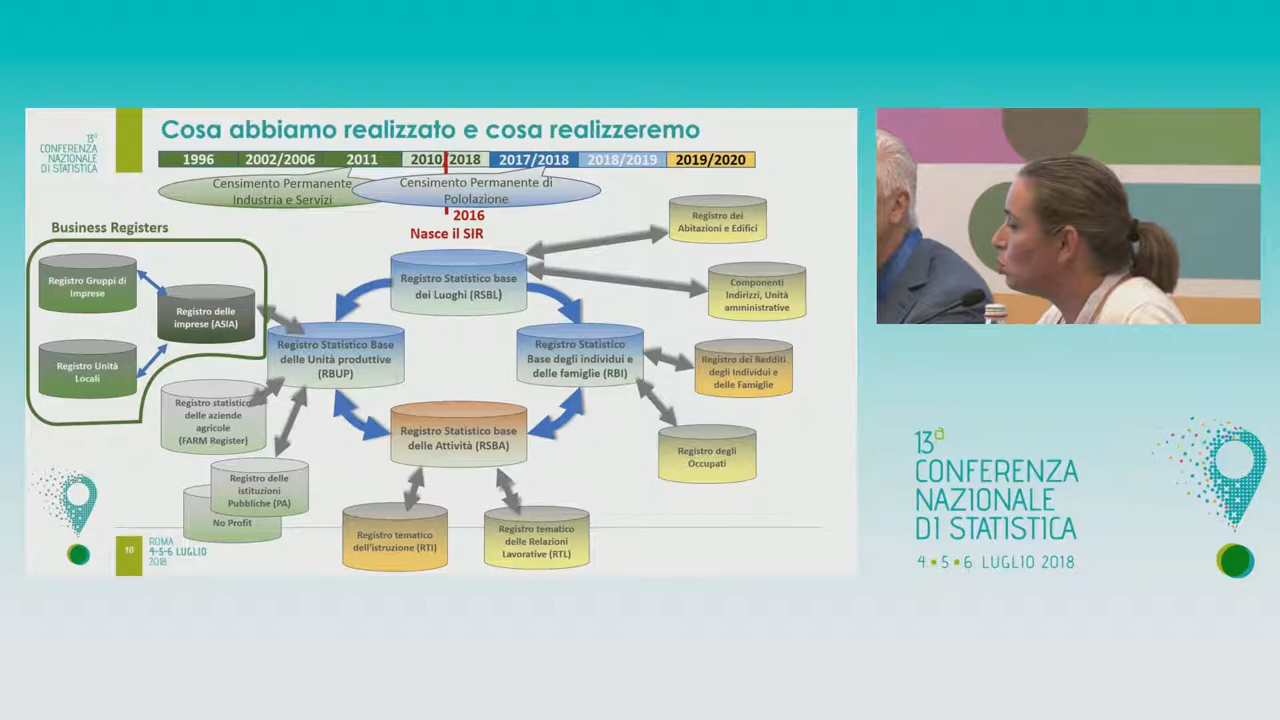 13°
CONFERENZA
NAZIONALE
DI STATISTICA
Cosa abbiamo realizzato e cosa realizzeremo
1996
2002/2006
2011
2010/2018
2017/2018
2018/2019
2019/2020
Censimento Permanente
Industria e Servizi
Censimento Permanente di
Pololazione
2016
Nasce il SIR
Business Registers
Registro Gruppi di
Imprese
Registro delle
imprese (ASIA)
Registro Unità
Locali
Registro Statistico base
dei Luoghi (RSBL)
Registro dei
Abitazioni e Edifici
Componenti
Indirizzi, Unità
amministrative
Registro Statistico Base
delle Unità produttive
(RBUP)
Registro Statistico
Base degli individui e
delle famiglie (RBI)
Registro dei Redditi
degli Individui e
delle Famiglie
Registro statistico
delle aziende
agricole
(FARM Register)
Registro Statistico base
delle Attività (RSBA)
Registro degli
Occupati
Registro delle
istituzioni
Pubbliche (PA)
No Profit
Registro tematico
dell'istruzione (RTI)
Registro tematico
delle Relazioni
Lavorative (RTL)
10
ROMA
4-5-6 LUGLIO
2018
13a
CONFERENZA
NAZIONALE
DI STATISTICA
4•5•6 LUGLIO 2018